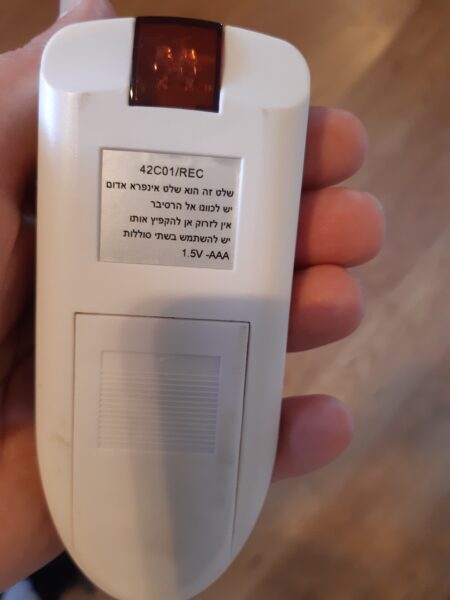 42C01/REC
שלט זה הוא שלט אינפרא אדום
יש לכוונו אל הרסיבר
אין לזרוק אן להקפיץ אותו
יש להשתמש בשתי סוללות
1.5V -AAA